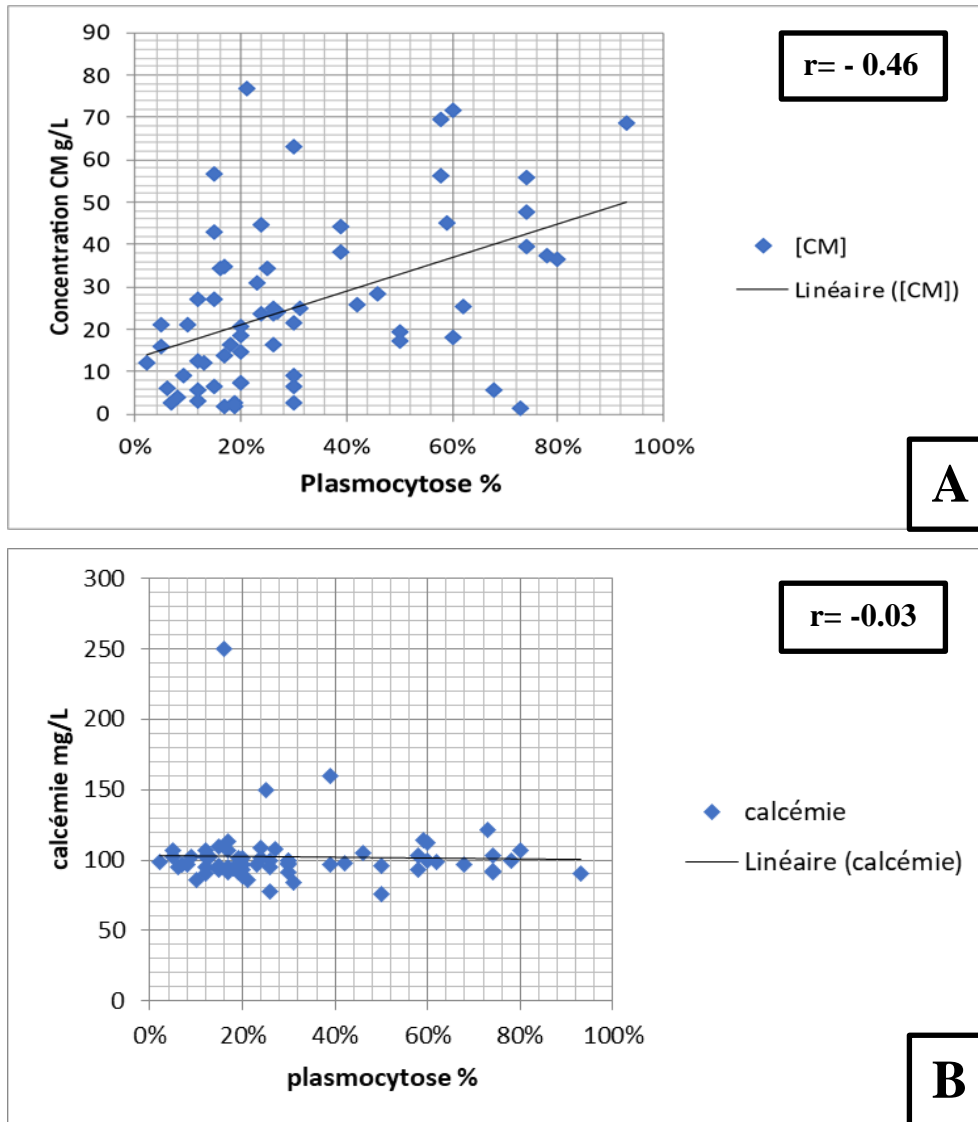 90
80
70
60
50
40
30
20
10
0
0%
20%
40%
60%
80%
100%
Concentration CM g/L
Plasmocytose %
r= - 0.46
[CM]
Linéaire ([CM])
A
300
250
200
150
100
50
0
0%
20%
40%
60%
80%
100%
calcémie mg/L
plasmocytose %
r= -0.03
calcémie
Linéaire (calcémie)
B